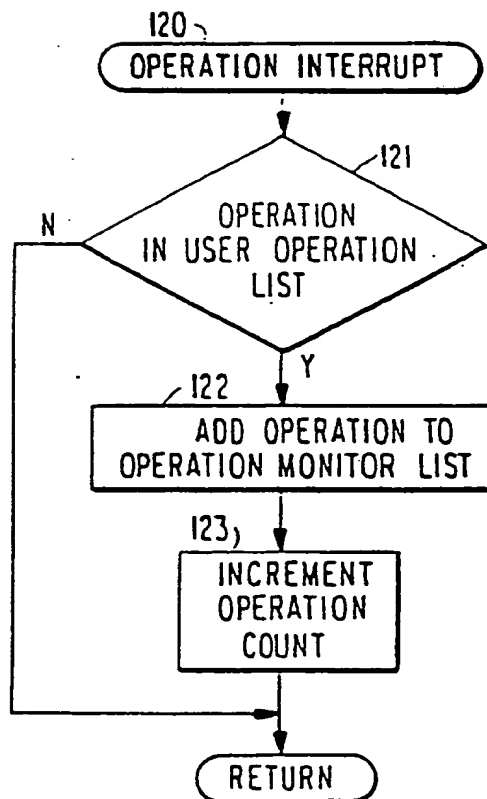 120
OPERATION INTERRUPT
121
OPERATION
IN USER OPERATION
LIST
N
Y
122
ADD OPERATION TO
OPERATION MONITOR LIST
123
INCREMENT
OPERATION
COUNT
RETURN